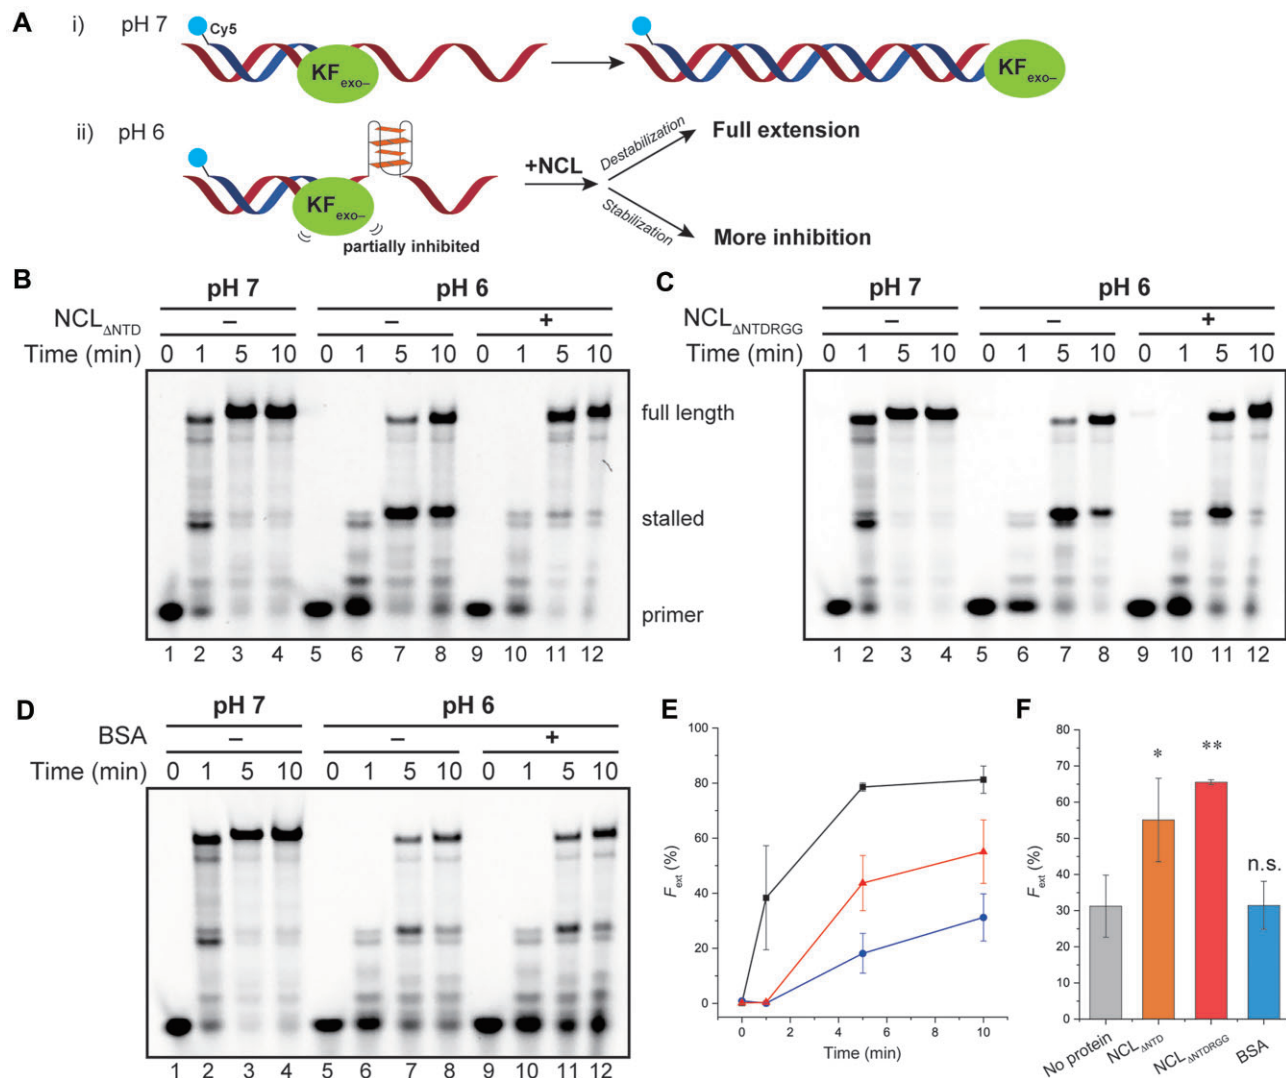 A
i) pH 7
Cy5
KFexo–
KFexo–
ii) pH 6
KFexo–
partially inhibited
+NCL
Destabilization
Full extension
Stabilization
More inhibition
B
pH 7 pH 6
NCLΔNTD – – +
Time (min) 0 1 5 10 0 1 5 10 0 1 5 10
full length
stalled
primer
1 2 3 4 5 6 7 8 9 10 11 12
C
pH 7 pH 6
NCLΔNTDRGG – – +
Time (min) 0 1 5 10 0 1 5 10 0 1 5 10
1 2 3 4 5 6 7 8 9 10 11 12
D
pH 7 pH 6
BSA – – +
Time (min) 0 1 5 10 0 1 5 10 0 1 5 10
1 2 3 4 5 6 7 8 9 10 11 12
E
Fext (%)
100
80
60
40
20
0
0 2 4 6 8 10
Time (min)
F
Fext (%)
80
70
60
50
40
30
20
10
0
*
**
n.s.
No protein
NCLΔNTD
NCLΔNTDRGG
BSA